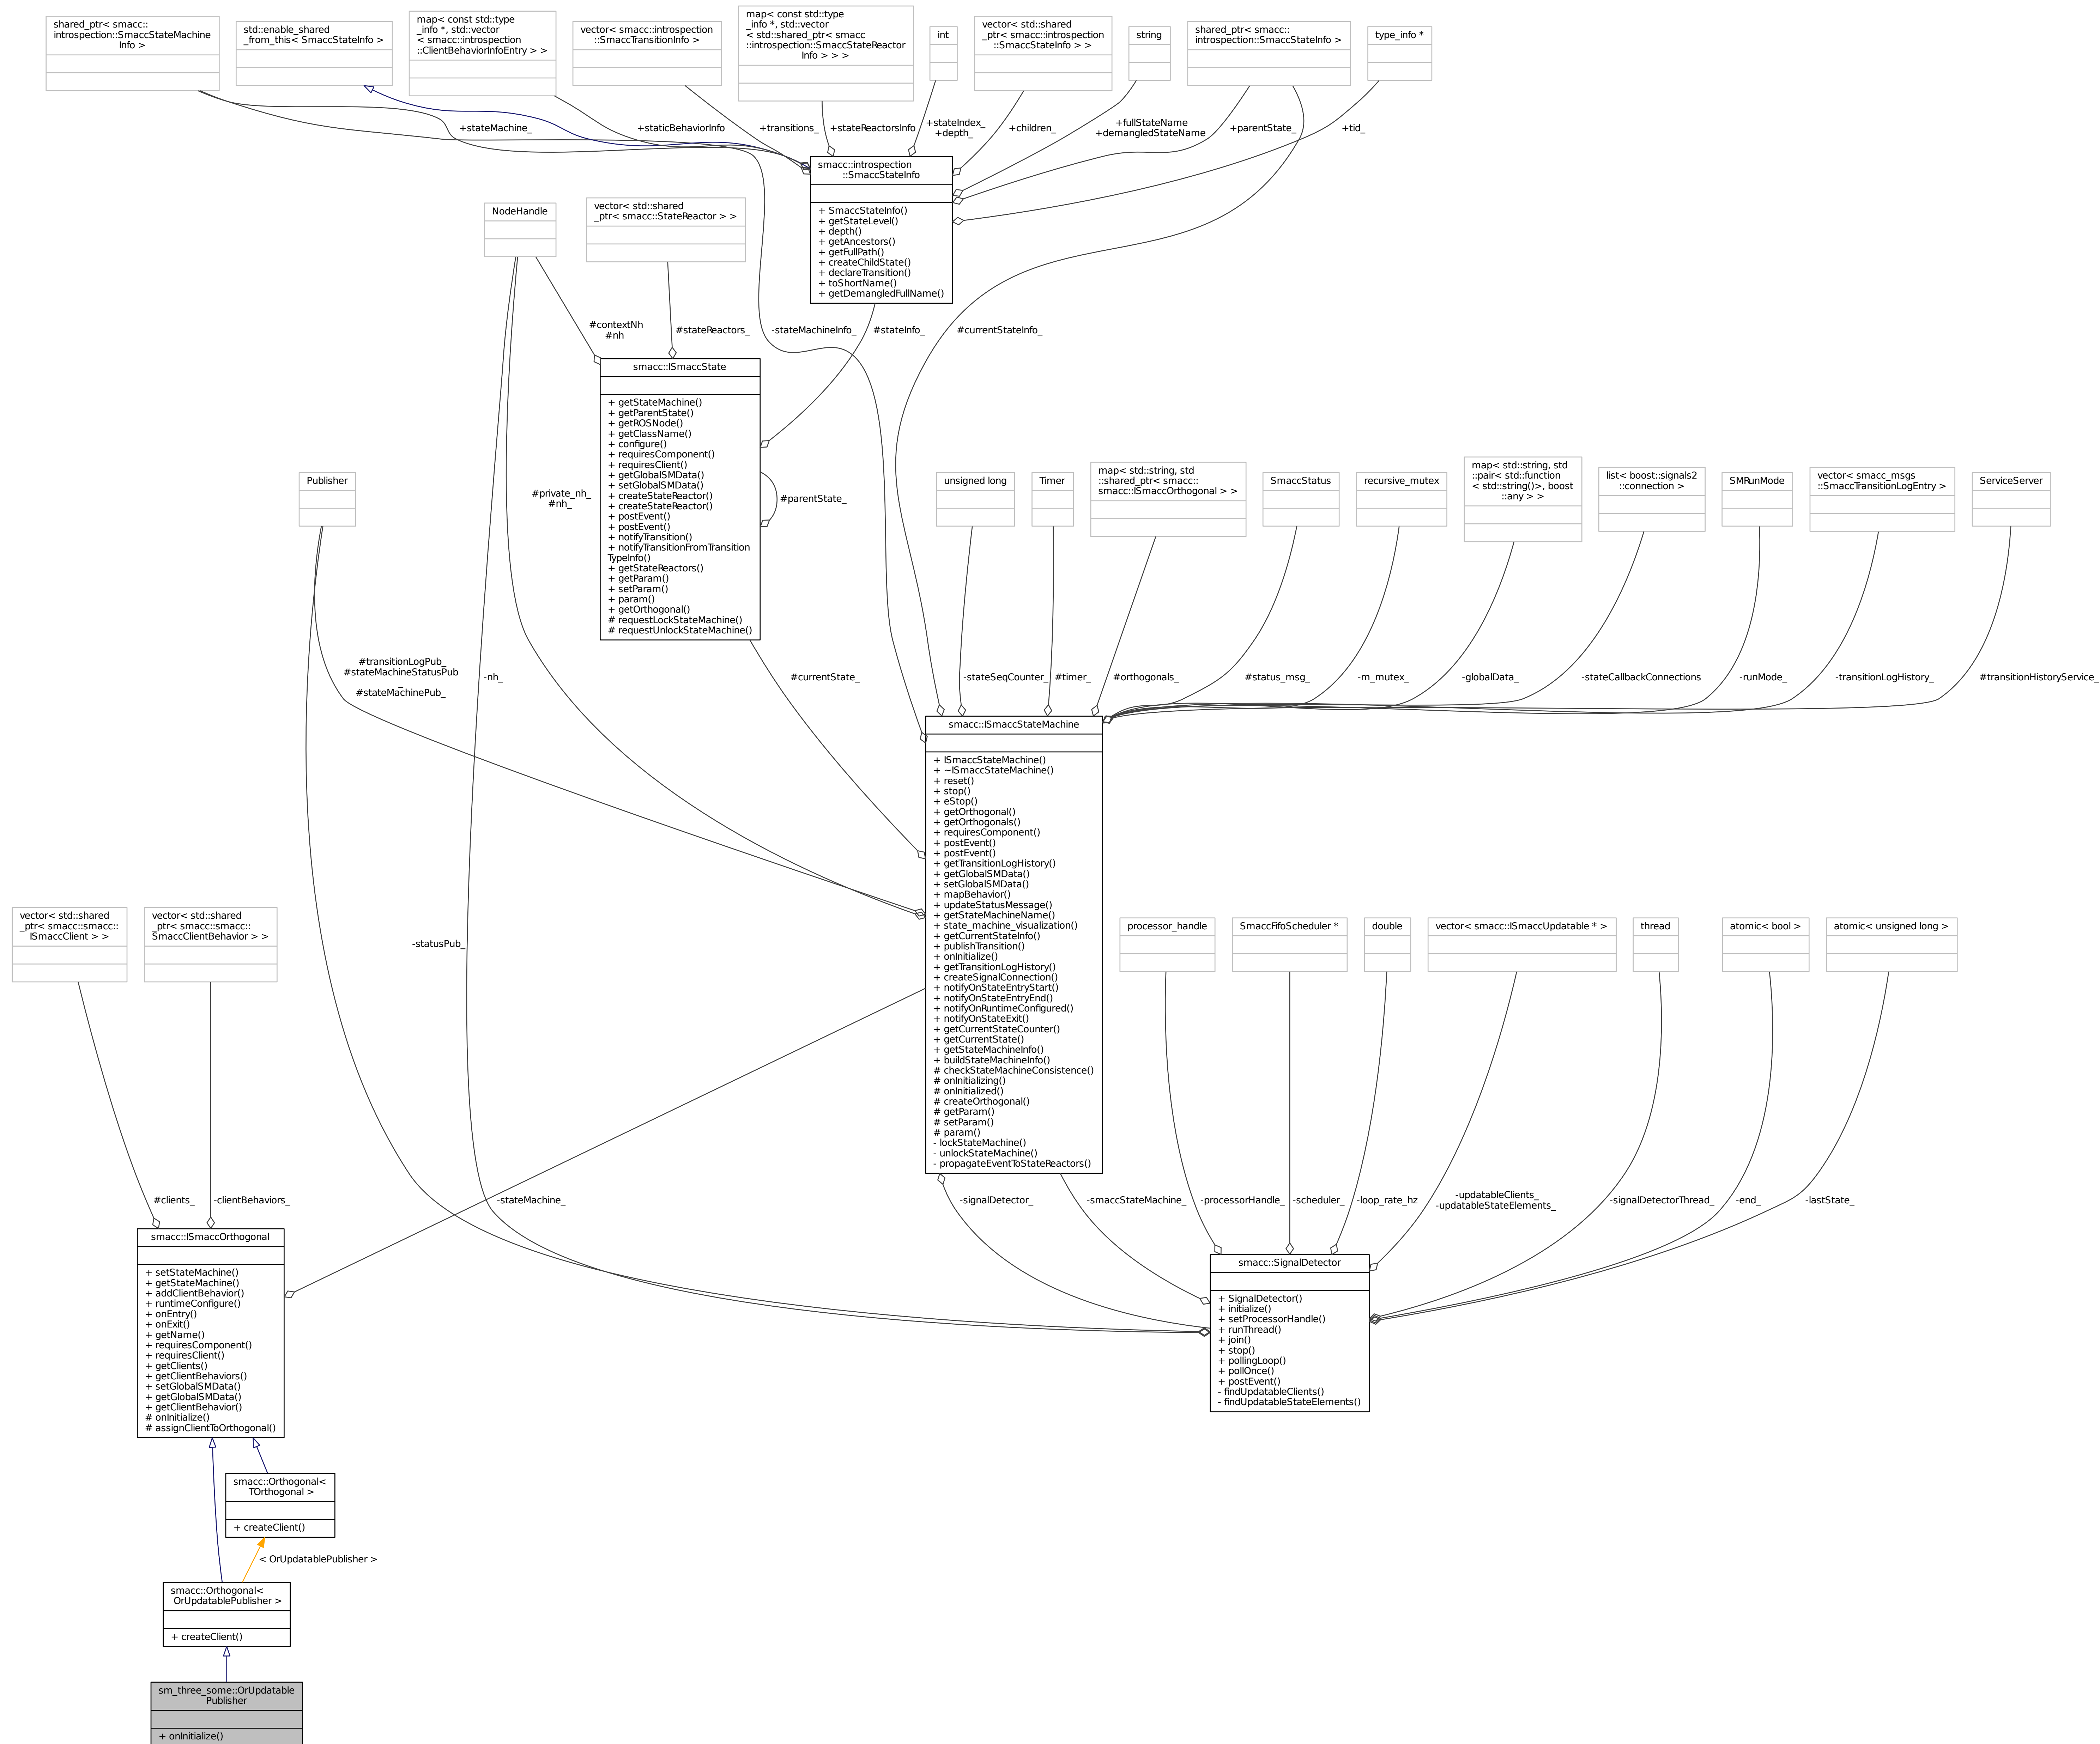 shared_ptr< smacc::
introspection::SmaccStateMachine
Info >
std::enable_shared
_from_this< SmaccStateInfo >
map< const std::type
_info *, std::vector
< smacc::introspection
::ClientBehaviorInfoEntry > >
vector< smacc::introspection
::SmaccTransitionInfo >
map< const std::type
_info *, std::vector
< std::shared_ptr< smacc
::introspection::SmaccStateReactor
Info > > >
int
vector< std::shared
_ptr< smacc::introspection
::SmaccStateInfo > >
string
shared_ptr< smacc::
introspection::SmaccStateInfo >
type_info *
+stateMachine_
+staticBehaviorInfo
+transitions_
+stateReactorsInfo
+stateIndex_
+depth_
+children_
+fullStateName
+demangledStateName
+parentState_
+tid_
smacc::introspection
::SmaccStateInfo
+ SmaccStateInfo()
+ getStateLevel()
+ depth()
+ getAncestors()
+ getFullPath()
+ createChildState()
+ declareTransition()
+ toShortName()
+ getDemangledFullName()
NodeHandle
vector< std::shared
_ptr< smacc::StateReactor > >
#contextNh
#nh
#stateReactors_
-stateMachineInfo_
#stateInfo_
#currentStateInfo_
smacc::ISmaccState
+ getStateMachine()
+ getParentState()
+ getROSNode()
+ getClassName()
+ configure()
+ requiresComponent()
+ requiresClient()
+ getGlobalSMData()
+ setGlobalSMData()
+ createStateReactor()
+ createStateReactor()
+ postEvent()
+ postEvent()
+ notifyTransition()
+ notifyTransitionFromTransition
TypeInfo()
+ getStateReactors()
+ getParam()
+ setParam()
+ param()
+ getOrthogonal()
# requestLockStateMachine()
# requestUnlockStateMachine()
#parentState_
#private_nh_
#nh_
Publisher
unsigned long
Timer
map< std::string, std
::shared_ptr< smacc::
smacc::ISmaccOrthogonal > >
SmaccStatus
recursive_mutex
map< std::string, std
::pair< std::function
< std::string()>, boost
::any > >
list< boost::signals2
::connection >
SMRunMode
vector< smacc_msgs
::SmaccTransitionLogEntry >
ServiceServer
#transitionLogPub_
#stateMachineStatusPub
_
#stateMachinePub_
-nh_
#currentState_
-stateSeqCounter_
#timer_
#orthogonals_
#status_msg_
-m_mutex_
-globalData_
-stateCallbackConnections
-runMode_
-transitionLogHistory_
#transitionHistoryService_
smacc::ISmaccStateMachine
+ ISmaccStateMachine()
+ ~ISmaccStateMachine()
+ reset()
+ stop()
+ eStop()
+ getOrthogonal()
+ getOrthogonals()
+ requiresComponent()
+ postEvent()
+ postEvent()
+ getTransitionLogHistory()
+ getGlobalSMData()
+ setGlobalSMData()
+ mapBehavior()
+ updateStatusMessage()
+ getStateMachineName()
+ state_machine_visualization()
+ getCurrentStateInfo()
+ publishTransition()
+ onInitialize()
+ getTransitionLogHistory()
+ createSignalConnection()
+ notifyOnStateEntryStart()
+ notifyOnStateEntryEnd()
+ notifyOnRuntimeConfigured()
+ notifyOnStateExit()
+ getCurrentStateCounter()
+ getCurrentState()
+ getStateMachineInfo()
+ buildStateMachineInfo()
# checkStateMachineConsistence()
# onInitializing()
# onInitialized()
# createOrthogonal()
# getParam()
# setParam()
# param()
- lockStateMachine()
- unlockStateMachine()
- propagateEventToStateReactors()
vector< std::shared
_ptr< smacc::smacc::
ISmaccClient > >
vector< std::shared
_ptr< smacc::smacc::
SmaccClientBehavior > >
-statusPub_
processor_handle
SmaccFifoScheduler *
double
vector< smacc::ISmaccUpdatable * >
thread
atomic< bool >
atomic< unsigned long >
#clients_
-clientBehaviors_
-stateMachine_
-signalDetector_
-smaccStateMachine_
-processorHandle_
-scheduler_
-loop_rate_hz
-updatableClients_
-updatableStateElements_
-signalDetectorThread_
-end_
-lastState_
smacc::ISmaccOrthogonal
+ setStateMachine()
+ getStateMachine()
+ addClientBehavior()
+ runtimeConfigure()
+ onEntry()
+ onExit()
+ getName()
+ requiresComponent()
+ requiresClient()
+ getClients()
+ getClientBehaviors()
+ setGlobalSMData()
+ getGlobalSMData()
+ getClientBehavior()
# onInitialize()
# assignClientToOrthogonal()
smacc::SignalDetector
+ SignalDetector()
+ initialize()
+ setProcessorHandle()
+ runThread()
+ join()
+ stop()
+ pollingLoop()
+ pollOnce()
+ postEvent()
- findUpdatableClients()
- findUpdatableStateElements()
smacc::Orthogonal<
TOrthogonal >
+ createClient()
< OrUpdatablePublisher >
smacc::Orthogonal<
OrUpdatablePublisher >
+ createClient()
sm_three_some::OrUpdatable
Publisher
+ onInitialize()